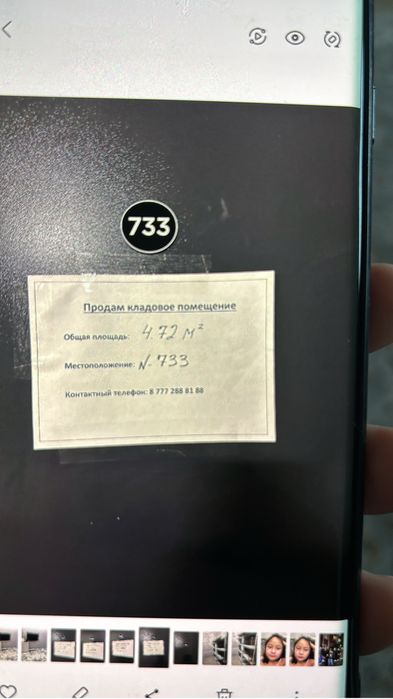 733
Продам кладовое помещение
Общая площадь: 4.72 м²
Местоположение: N. 733
Контактный телефон: 8 777 288 81 88